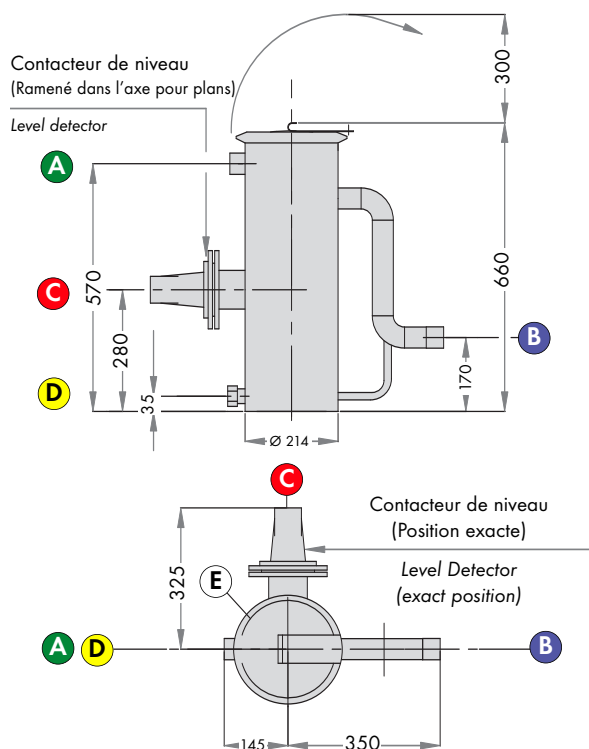 300
Contacteur de niveau
(Ramené dans l'axe pour plans)
Level detector
A
570
660
C
280
B
170
D
35
Ø 214
C
Contacteur de niveau
(Position exacte)
325
Level Detector
(exact position)
E
A D
B
145
350